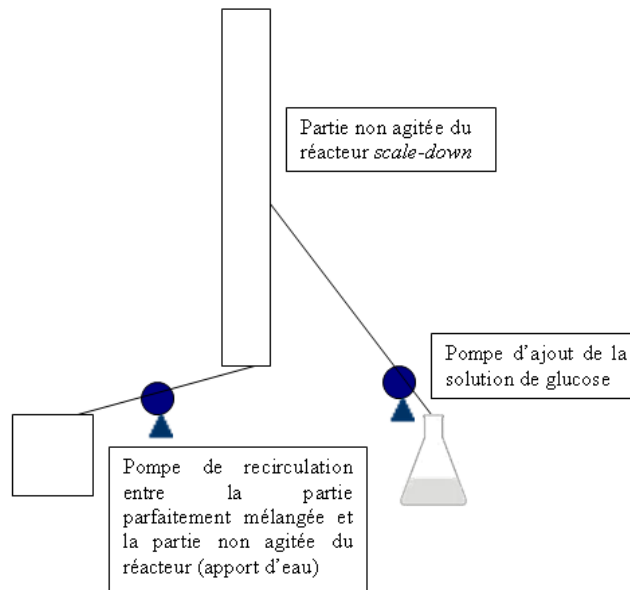 Partie non agitée du
réacteur scale-down
Pompe d'ajout de la
solution de glucose
Pompe de recirculation
entre la partie
parfaitement mélangée et
la partie non agitée du
réacteur (apport d'eau)